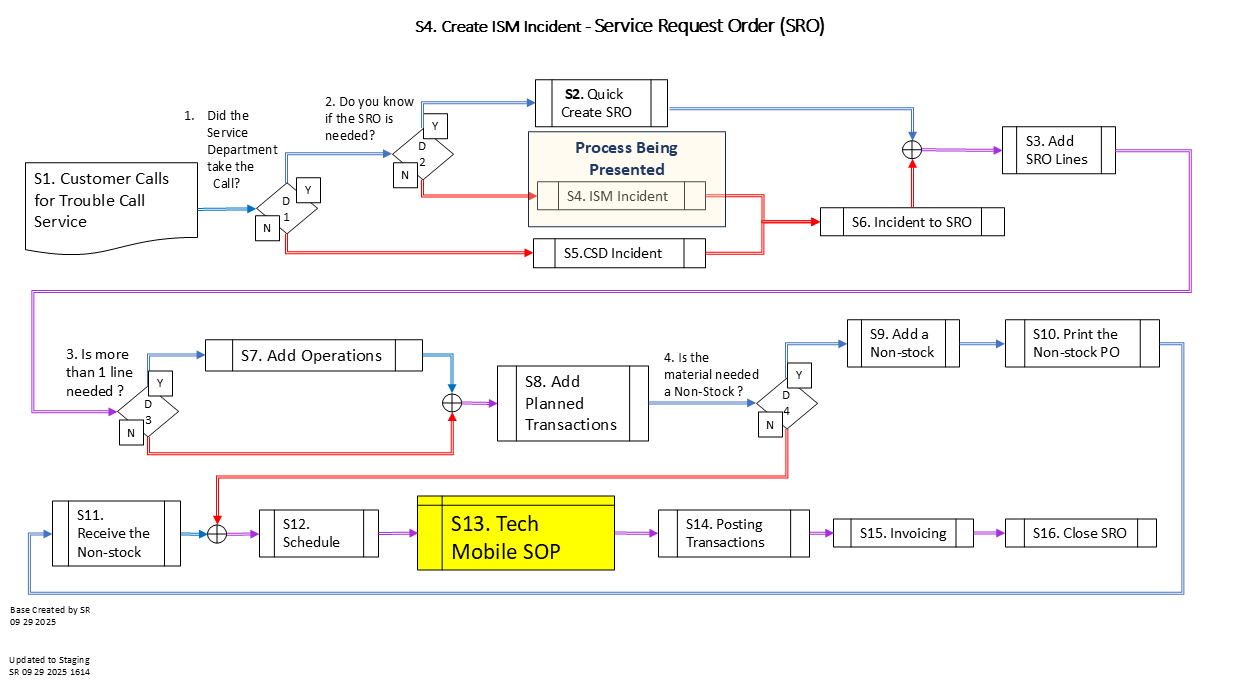 S4. Create ISM Incident - Service Request Order (SRO)
1. Did the
Service
Department
take the
Call?
2. Do you know
if the SRO is
needed?
S2. Quick
Create SRO
Y
D
2
N
Process Being
Presented
S4. ISM Incident
S3. Add
SRO Lines
S1. Customer Calls
for Trouble Call
Service
Y
D
1
N
S6. Incident to SRO
S5.CSD Incident
3. Is more
than 1 line
needed ?
S7. Add Operations
Y
D
3
N
S8. Add
Planned
Transactions
4. Is the
material needed
a Non-Stock ?
Y
D
4
N
S9. Add a
Non-stock
S10. Print the
Non-stock PO
S11.
Receive the
Non-stock
S12.
Schedule
S13. Tech
Mobile SOP
S14. Posting
Transactions
S15. Invoicing
S16. Close SRO
Base Created by SR
09 29 2025
Updated to Staging
SR 09 29 2025 1614